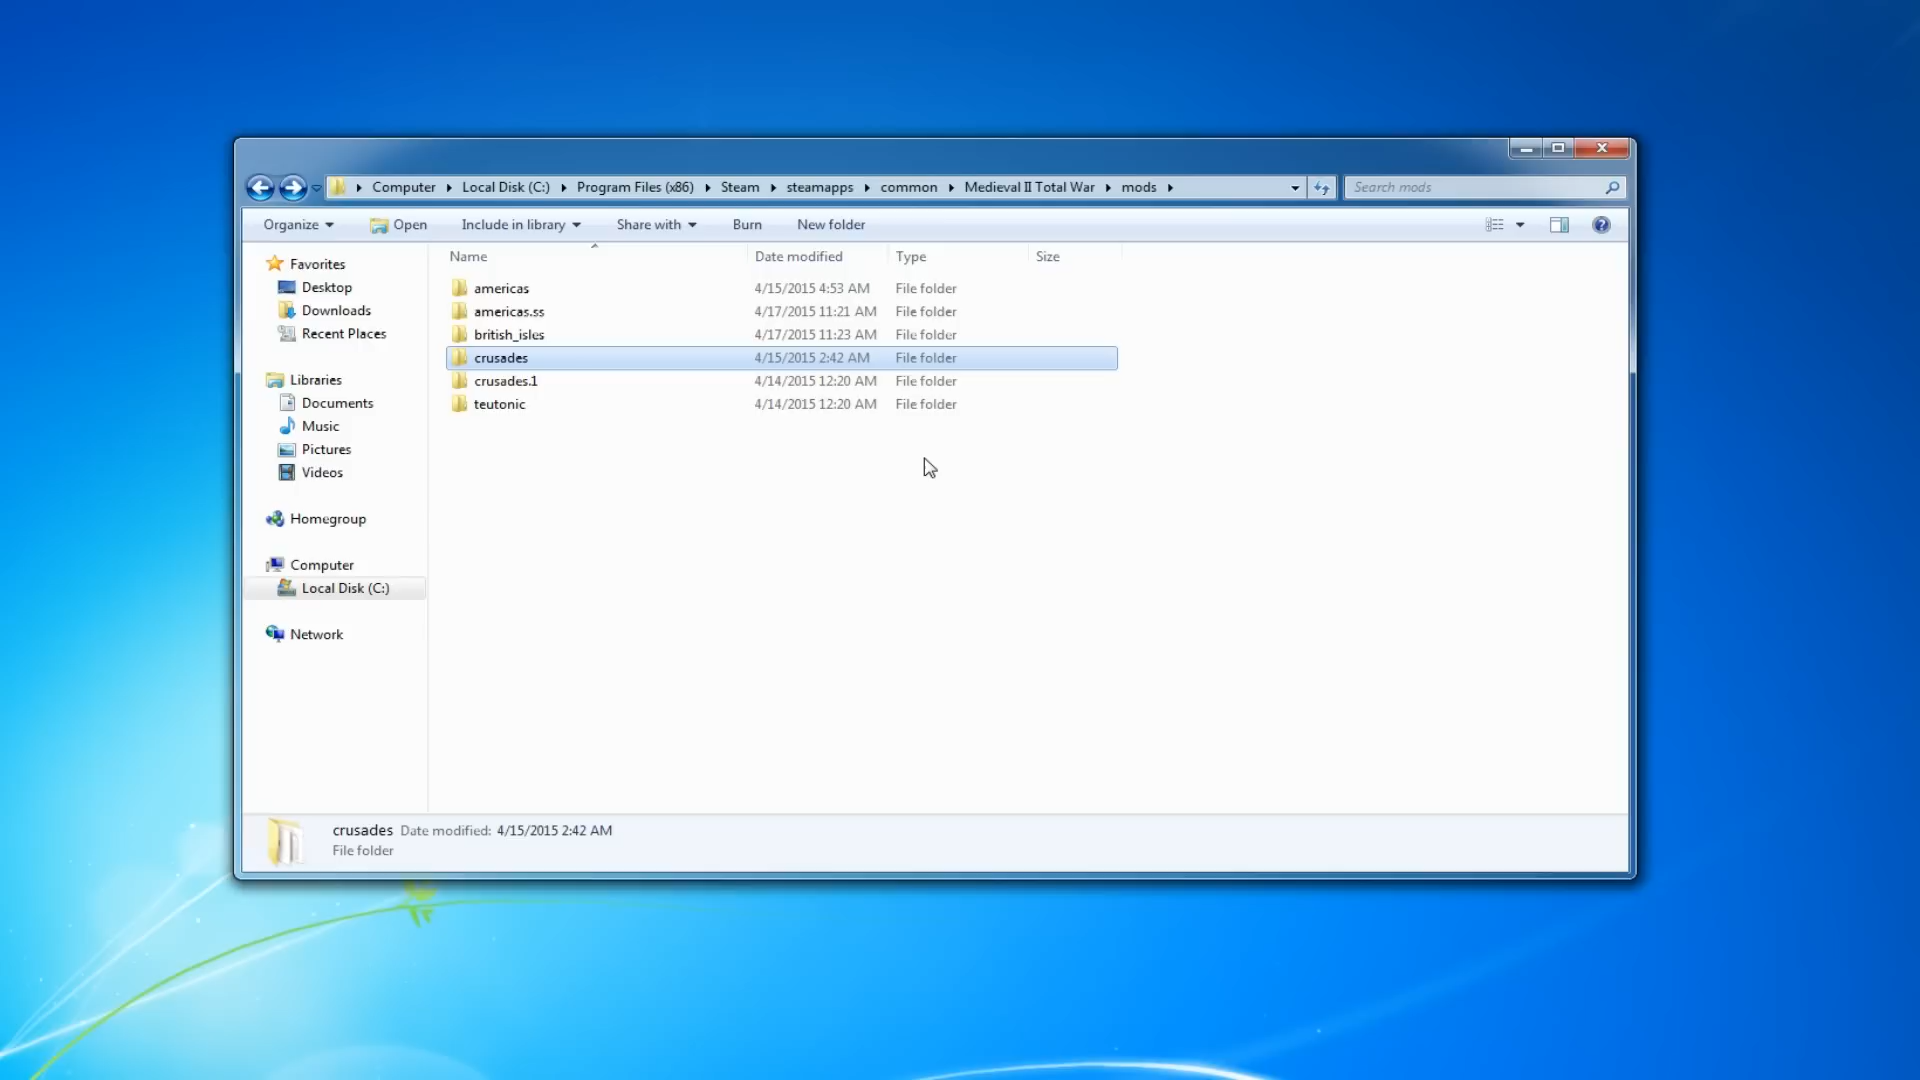 Computer Local Disk (C:) Program Files (x86) Steam steamapps common Medieval II Total War mods Search mods
Organize Open Include in library Share with Burn New folder
Name Date modified Type Size
Favorites
Desktop
Downloads
Recent Places
Libraries
Documents
Music
Pictures
Videos
Homegroup
Computer
Local Disk (C:)
Network
americas 4/15/2015 4:53 AM File folder
americas.ss 4/17/2015 11:21 AM File folder
british_isles 4/17/2015 11:23 AM File folder
crusades 4/15/2015 2:42 AM File folder
crusades.1 4/14/2015 12:20 AM File folder
teutonic 4/14/2015 12:20 AM File folder
crusades Date modified: 4/15/2015 2:42 AM
File folder